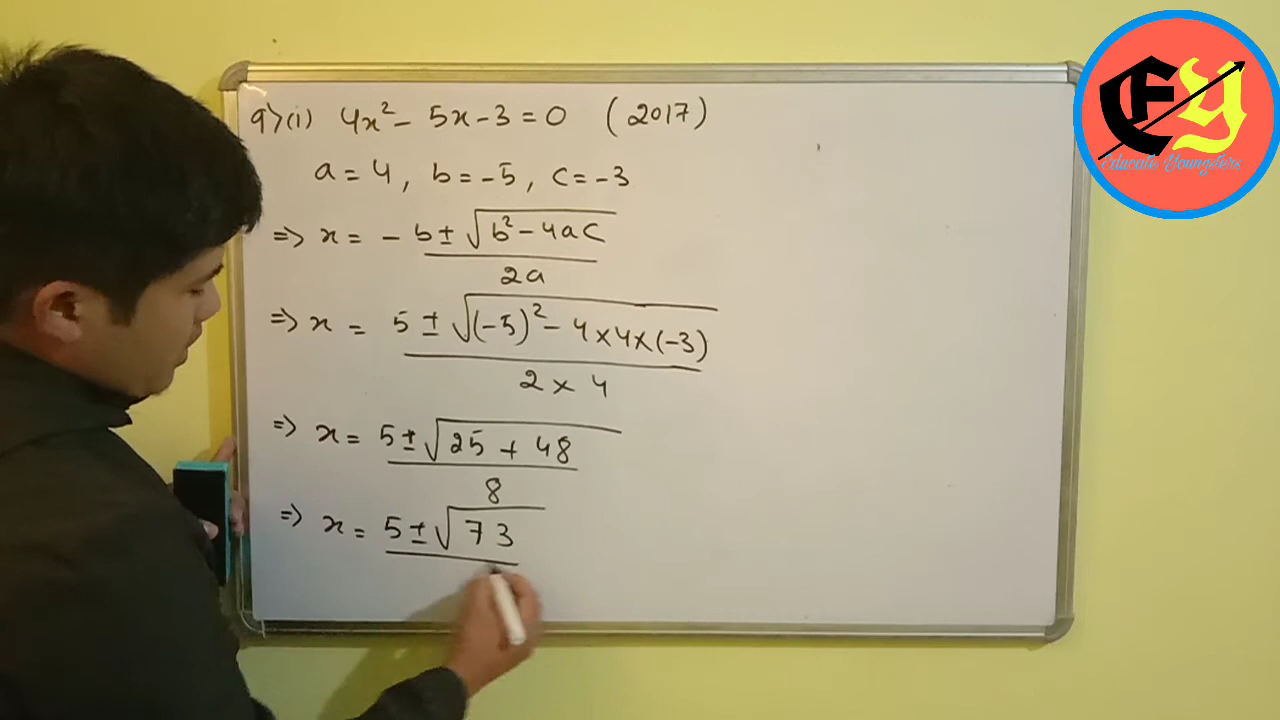 9>(i) 4x² - 5x - 3 = 0 (2017)
a = 4, b = -5, c = -3
=> x = - b ± √b² - 4ac
2a
=> x = 5 ± √(-5)² - 4×4×(-3)
2 × 4
=> x = 5 ± √25 + 48
8
=> x = 5 ± √73
EY
Educate Youngsters